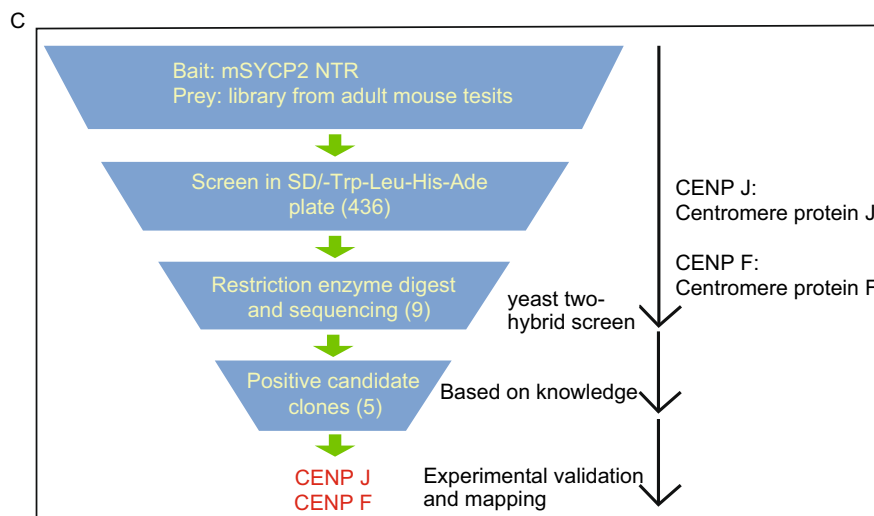 C
Bait: mSYCP2 NTR
Prey: library from adult mouse tesits
Screen in SD/-Trp-Leu-His-Ade
plate (436)
Restriction enzyme digest
and sequencing (9)
Positive candidate
clones (5)
CENP J
CENP F
yeast two-
hybrid screen
Based on knowledge
Experimental validation
and mapping
CENP J:
Centromere protein J
CENP F:
Centromere protein F